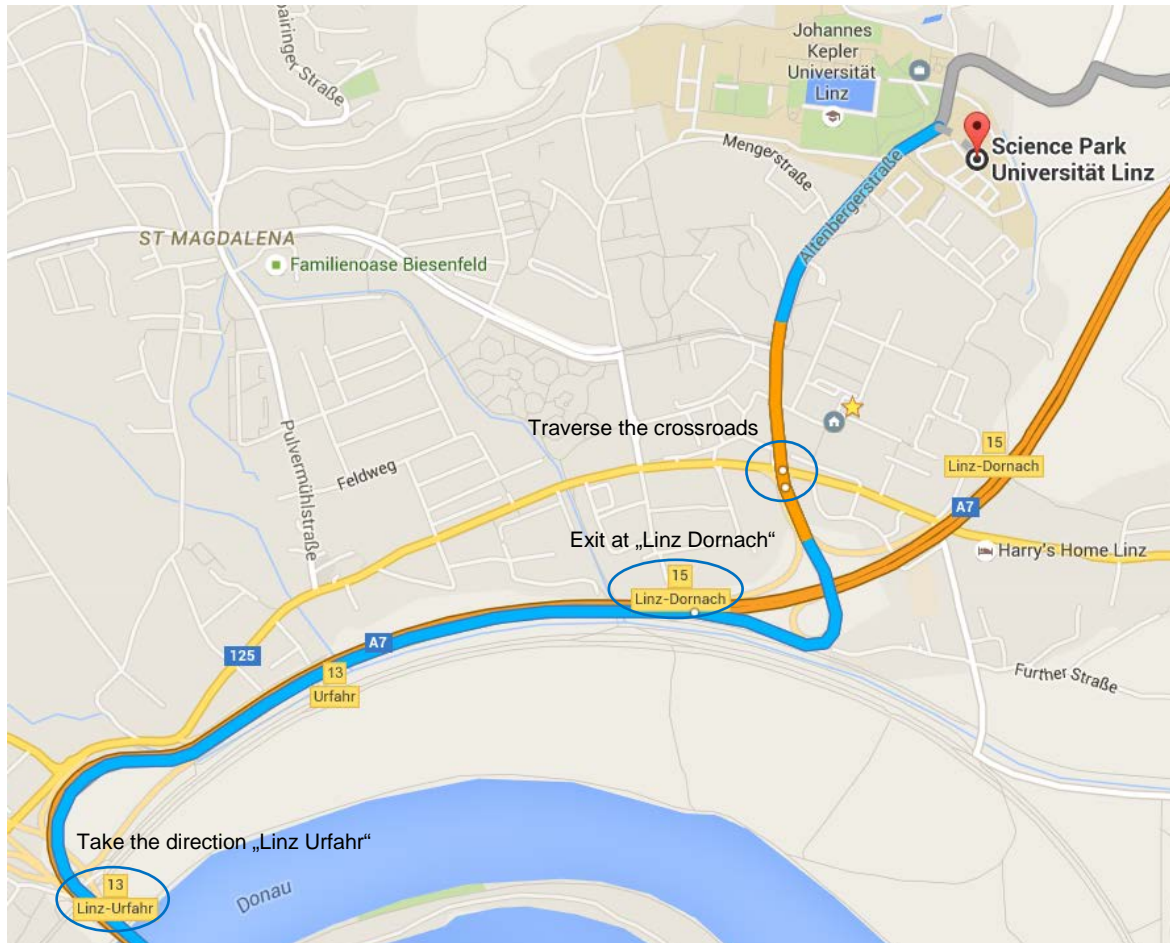 pairinger
Straße
Johannes
Kepler
Universität
Linz
Mengerstraße
Science Park
Universität Linz
Altenbergerstraße
ST MAGDALENA
Familienoase Biesenfeld
Traverse the crossroads
Pulvermühlstraße
Feldweg
15
Linz-Dornach
A7
Exit at „Linz Dornach“
Harry's Home Linz
15
Linz-Dornach
A7
125
13
Urfahr
Further Straße
Take the direction „Linz Urfahr“
13
Linz-Urfahr
Donau